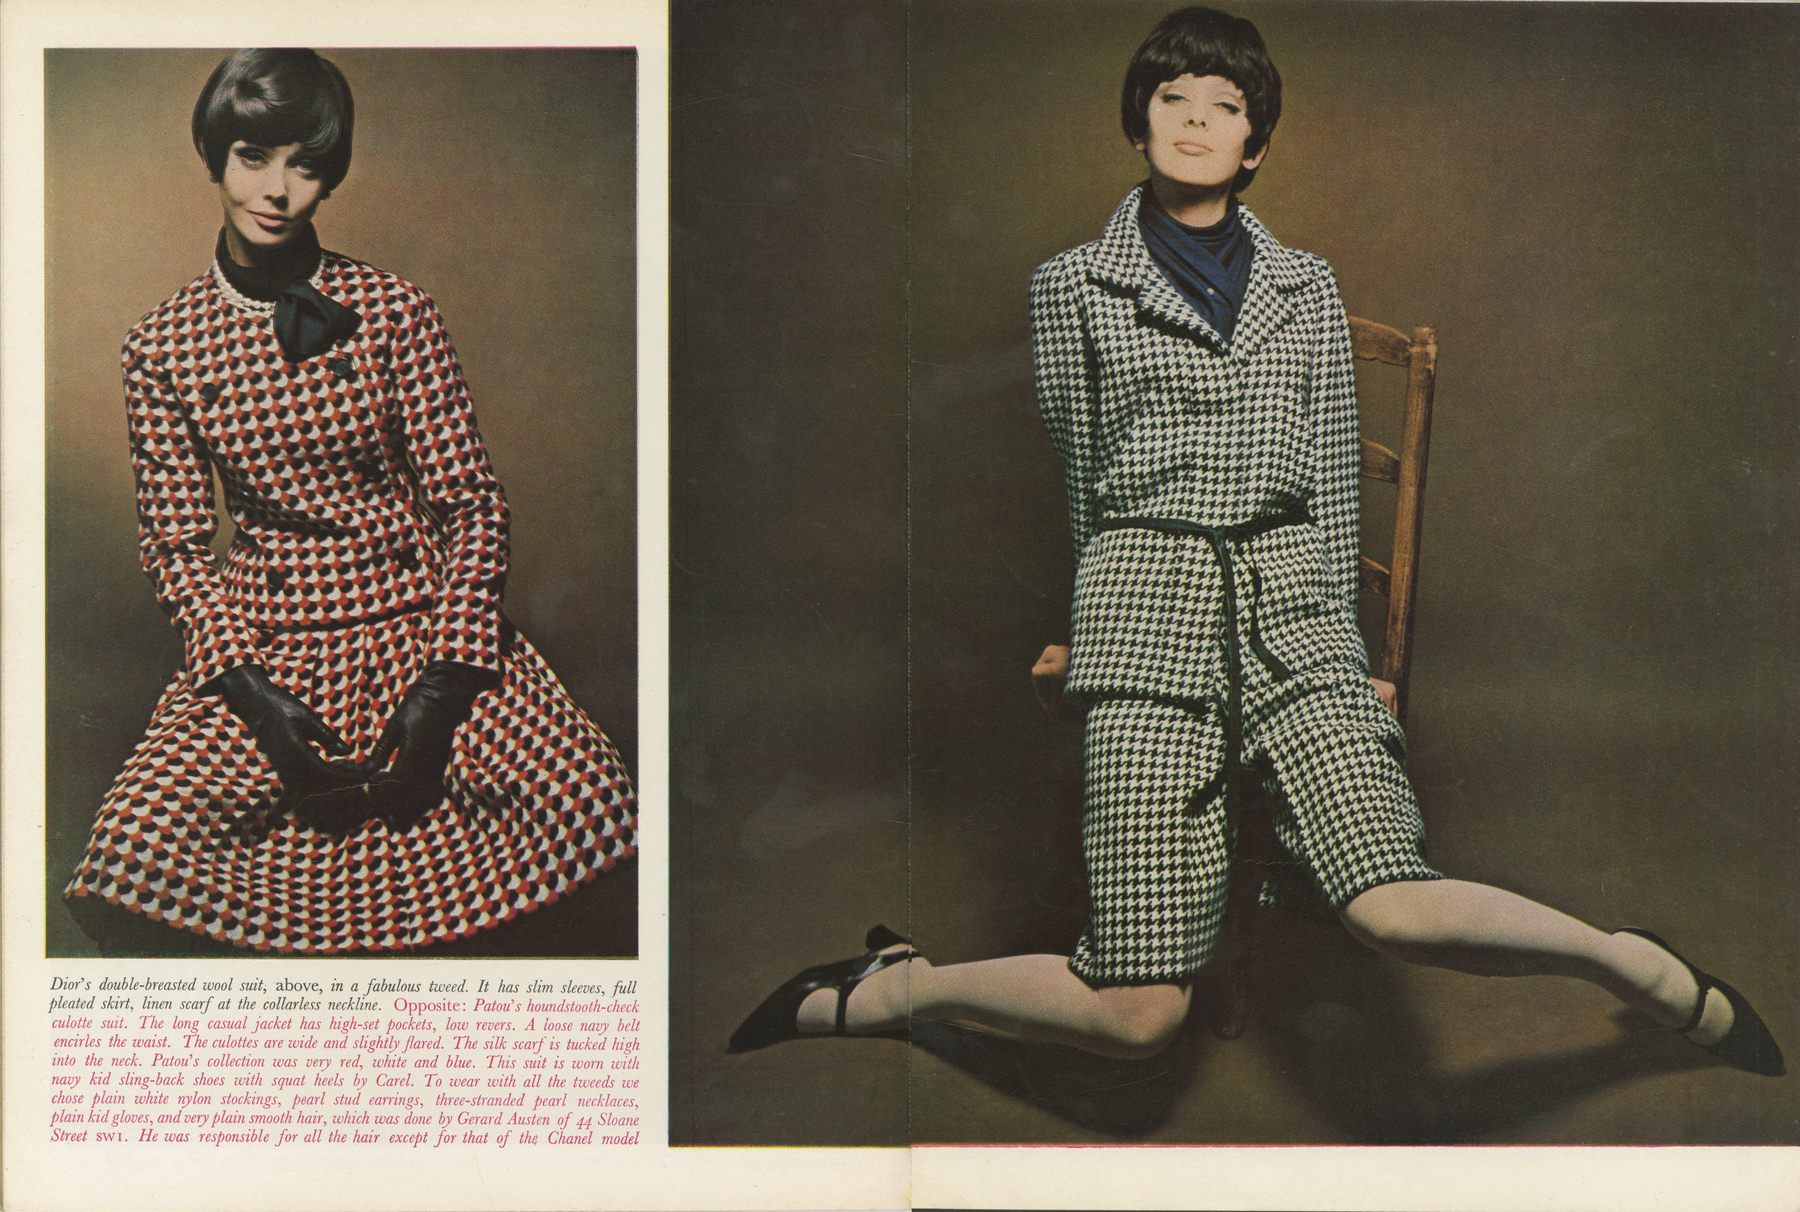 Dior's double-breasted wool suit, above, in a fabulous tweed. It has slim sleeves, full
pleated skirt, linen scarf at the collarless neckline. Opposite: Patou's houndstooth-check
culotte suit. The long casual jacket has high-set pockets, low revers. A loose navy belt
encirles the waist. The culottes are wide and slightly flared. The silk scarf is tucked high
into the neck. Patou's collection was very red, white and blue. This suit is worn with
navy kid sling-back shoes with squat heels by Carel. To wear with all the tweeds we
chose plain white nylon stockings, pearl stud earrings, three-stranded pearl necklaces,
plain kid gloves, and very plain smooth hair, which was done by Gerard Austen of 44 Sloane
Street SW1. He was responsible for all the hair except for that of the Chanel model